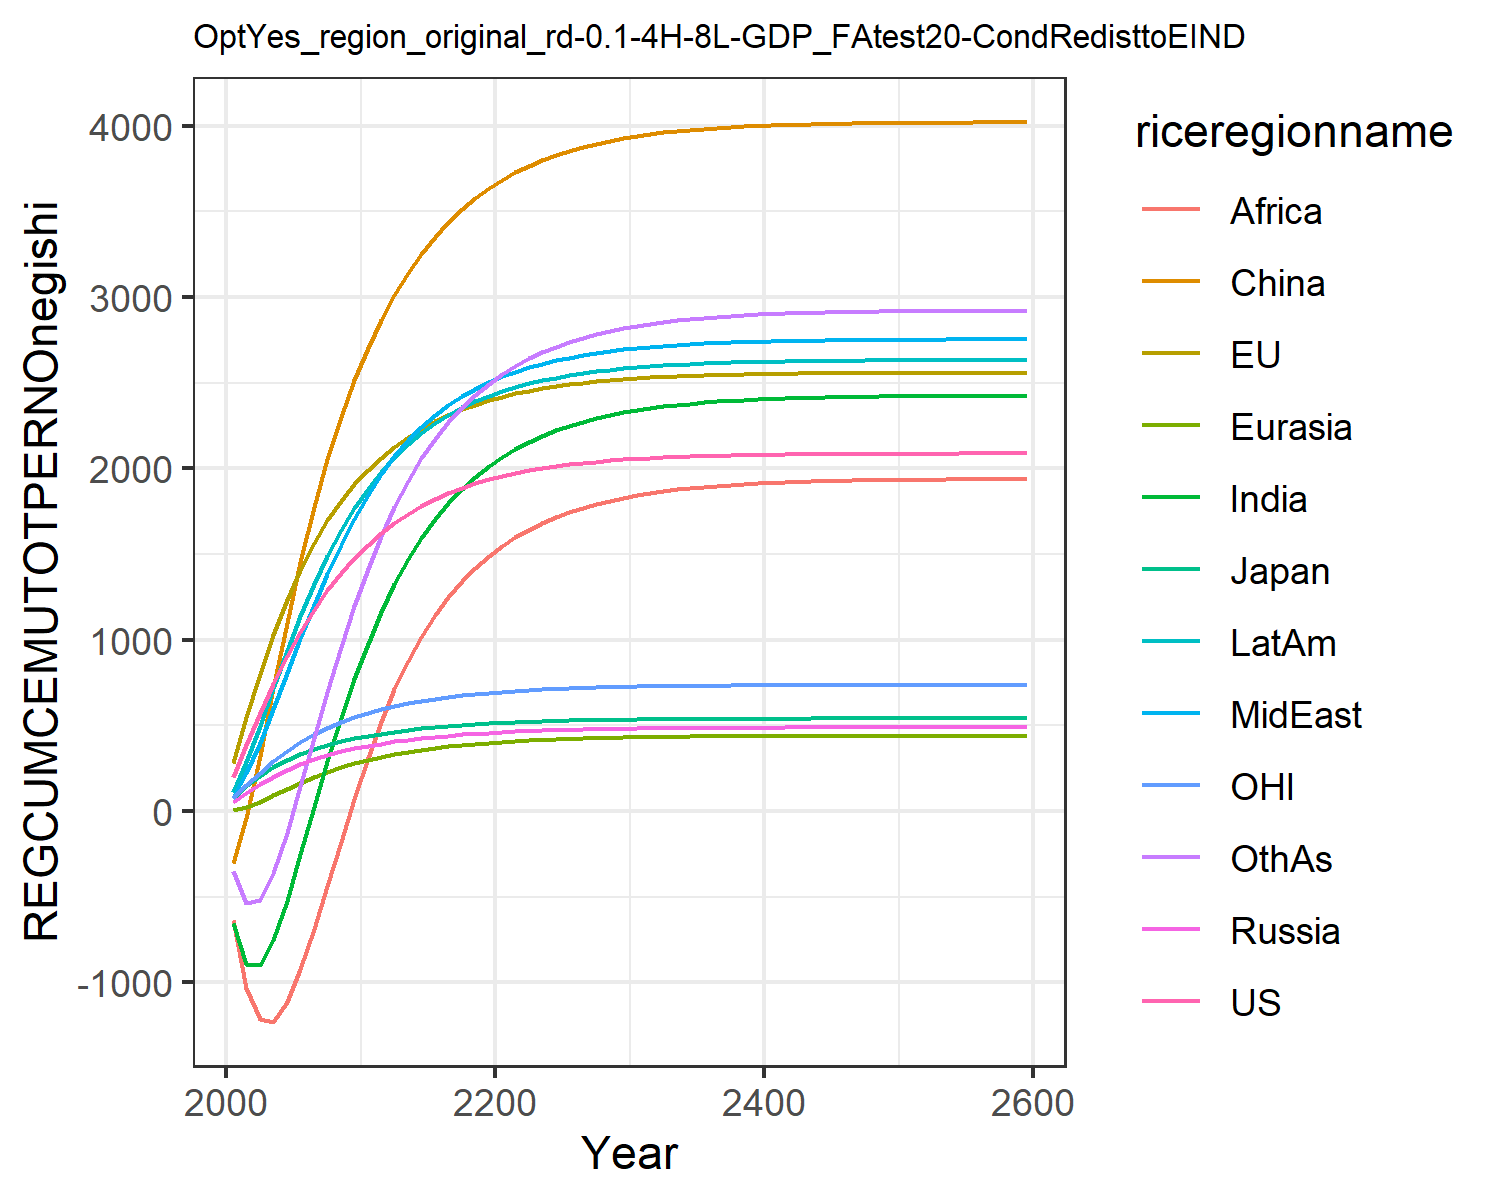 OptYes_region_original_rd-0.1-4H-8L-GDP_FAtest20-CondRedisttoEIND
REGCUMCEMUTOTPERNOnegishi
4000
3000
2000
1000
0
-1000
2000
2200
2400
2600
Year
riceregionname
Africa
China
EU
Eurasia
India
Japan
LatAm
MidEast
OHI
OthAs
Russia
US